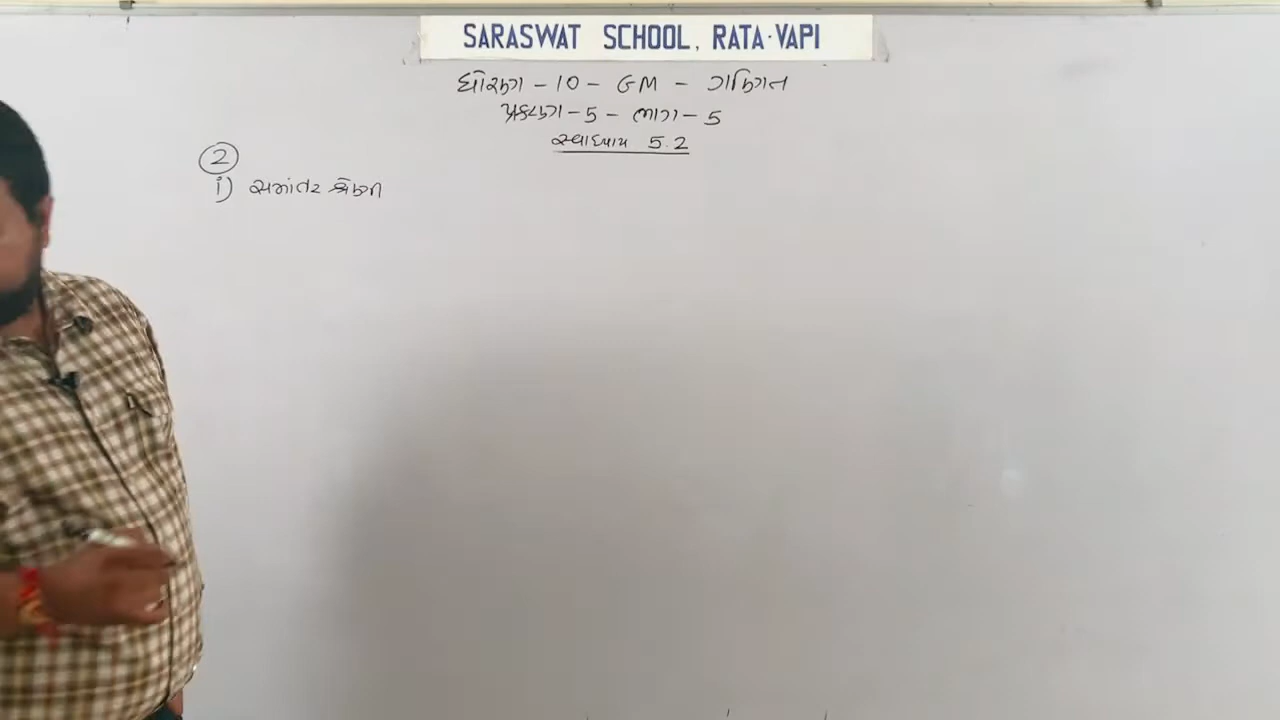 SARASWAT SCHOOL, RATA·VAPI
ધોરણ - 10 - GM - ગણિત
પ્રકરણ - 5 - ભાગ - 5
સ્વાધ્યાય 5.2
2
i) સમાંતર શ્રેણી